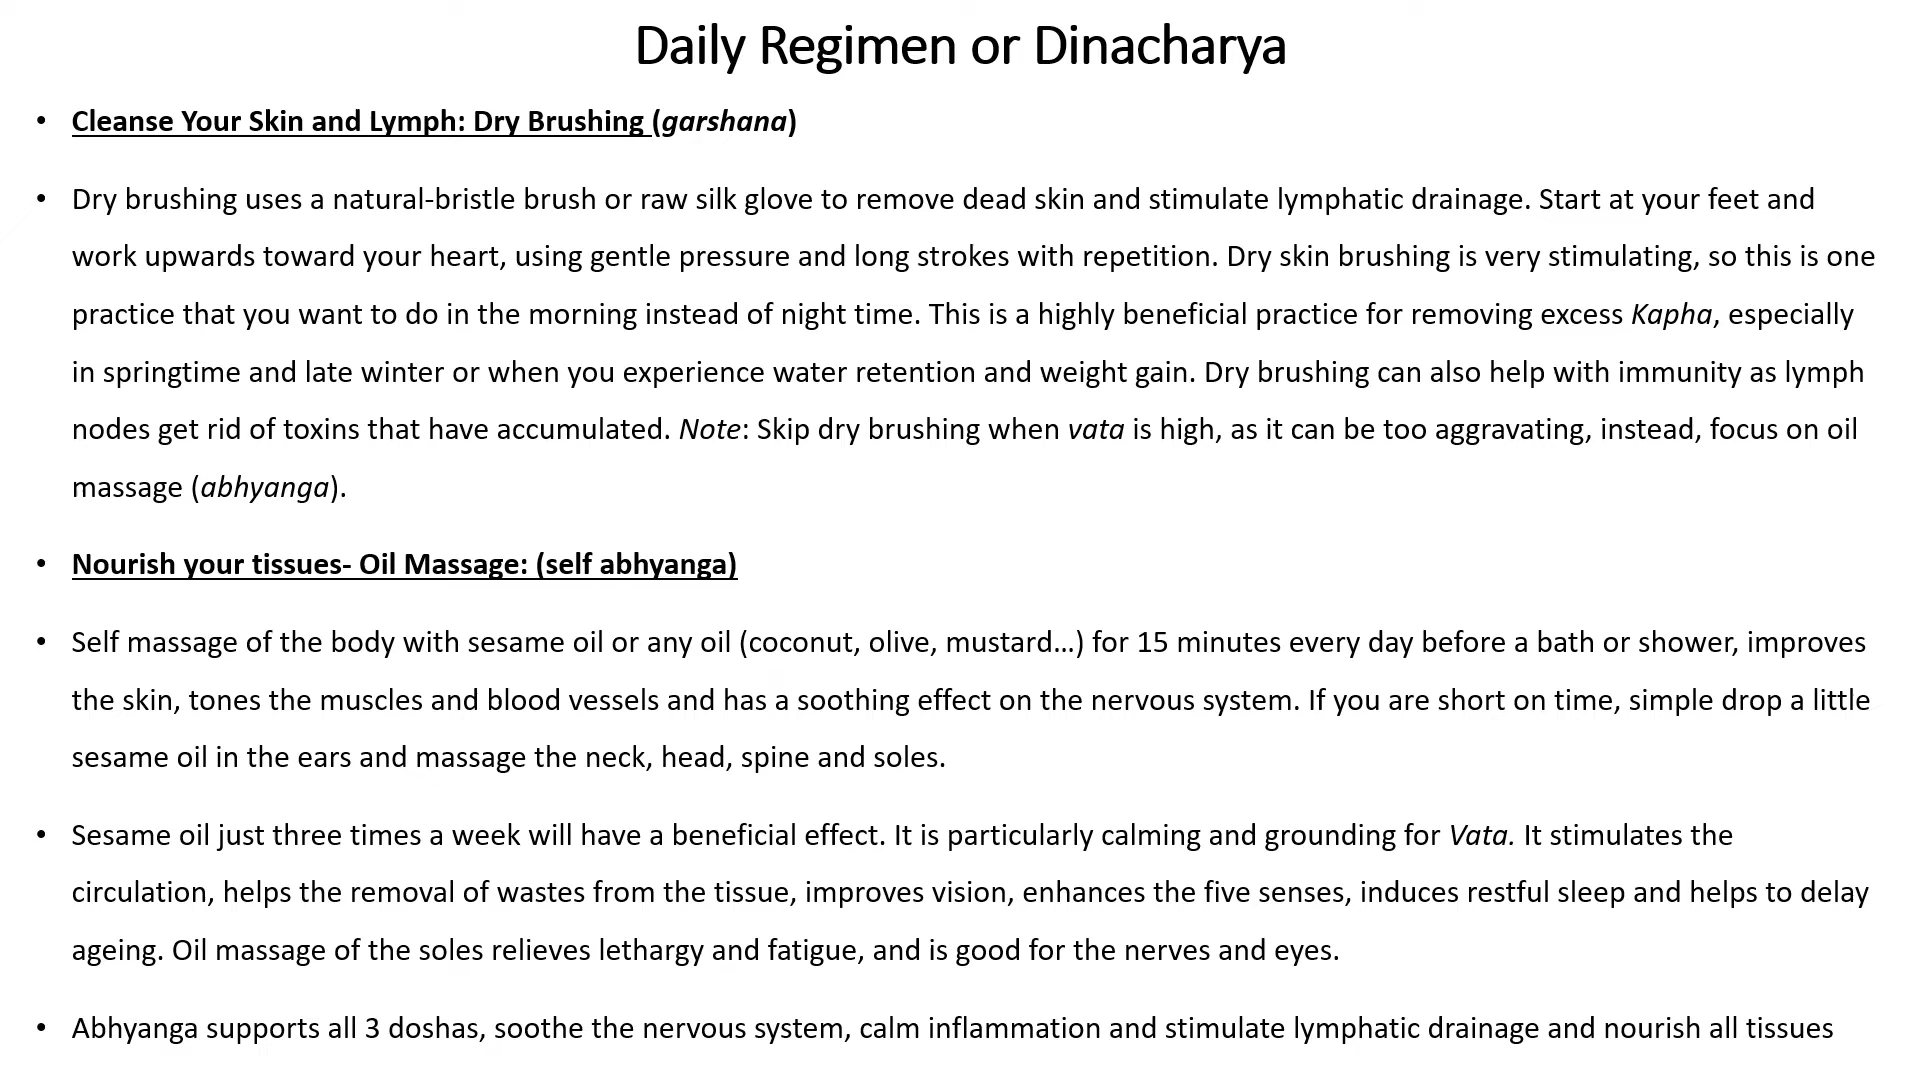 Daily Regimen or Dinacharya
• Cleanse Your Skin and Lymph: Dry Brushing (garshana)
• Dry brushing uses a natural-bristle brush or raw silk glove to remove dead skin and stimulate lymphatic drainage. Start at your feet and
work upwards toward your heart, using gentle pressure and long strokes with repetition. Dry skin brushing is very stimulating, so this is one
practice that you want to do in the morning instead of night time. This is a highly beneficial practice for removing excess Kapha, especially
in springtime and late winter or when you experience water retention and weight gain. Dry brushing can also help with immunity as lymph
nodes get rid of toxins that have accumulated. Note: Skip dry brushing when vata is high, as it can be too aggravating, instead, focus on oil
massage (abhyanga).
• Nourish your tissues- Oil Massage: (self abhyanga)
• Self massage of the body with sesame oil or any oil (coconut, olive, mustard...) for 15 minutes every day before a bath or shower, improves
the skin, tones the muscles and blood vessels and has a soothing effect on the nervous system. If you are short on time, simple drop a little
sesame oil in the ears and massage the neck, head, spine and soles.
• Sesame oil just three times a week will have a beneficial effect. It is particularly calming and grounding for Vata. It stimulates the
circulation, helps the removal of wastes from the tissue, improves vision, enhances the five senses, induces restful sleep and helps to delay
ageing. Oil massage of the soles relieves lethargy and fatigue, and is good for the nerves and eyes.
• Abhyanga supports all 3 doshas, soothe the nervous system, calm inflammation and stimulate lymphatic drainage and nourish all tissues